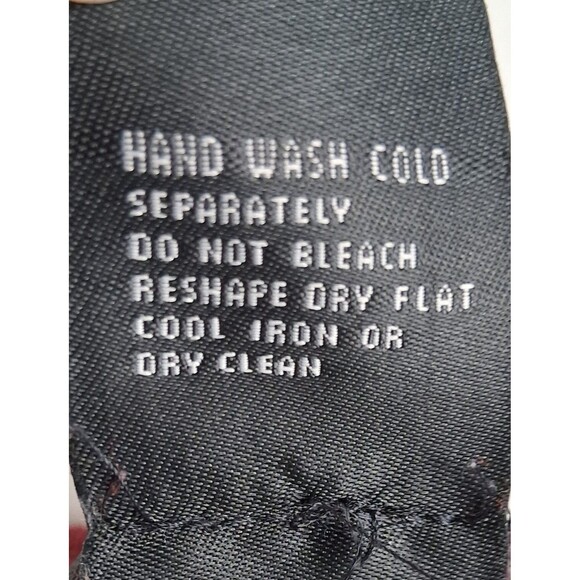 HAND WASH COLD
SEPARATELY
DO NOT BLEACH
RESHAPE DRY FLAT
COOL IRON OR
DRY CLEAN